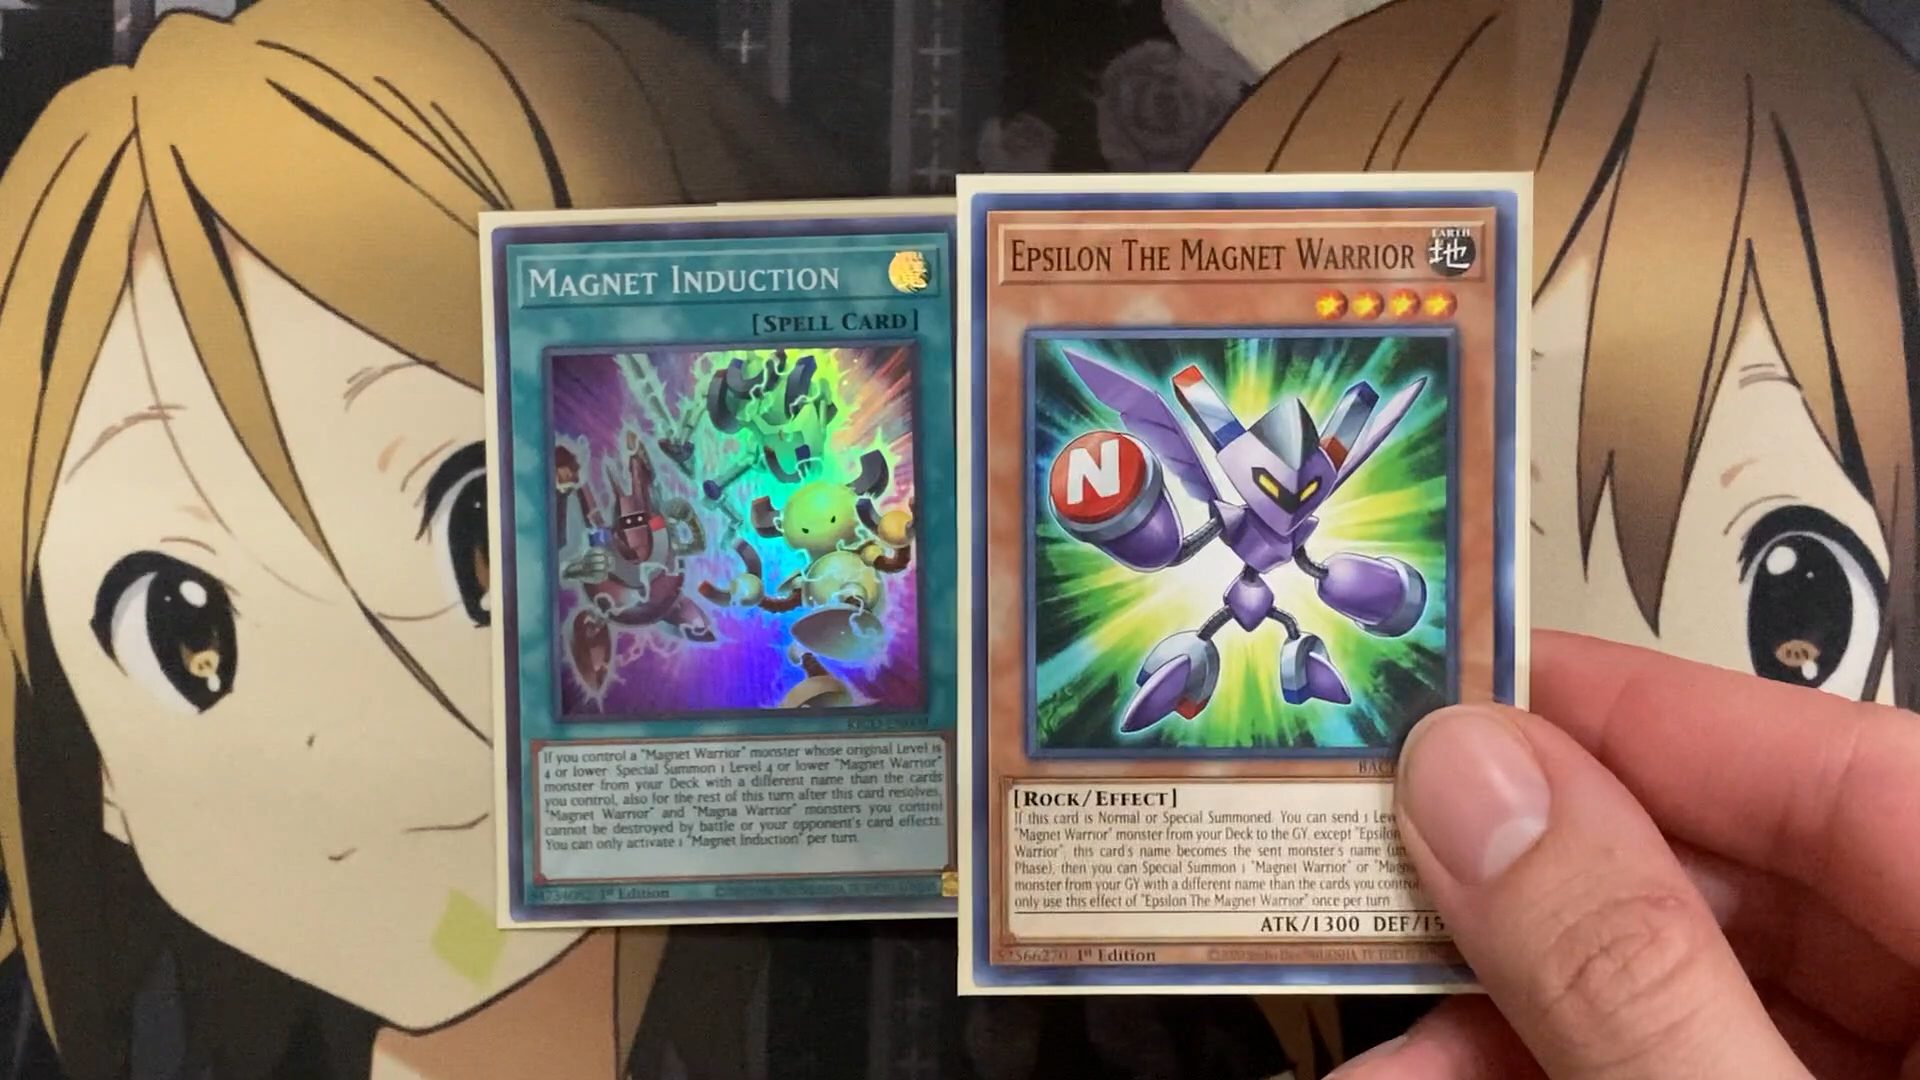 MAGNET INDUCTION
[SPELL CARD]
If you control a "Magnet Warrior" monster whose original Level is
4 or lower: Special Summon 1 Level 4 or lower "Magnet Warrior"
monster from your Deck with a different name than the cards
you control, also for the rest of this turn after this card resolves,
"Magnet Warrior" and "Magna Warrior" monsters you control
cannot be destroyed by battle or your opponent's card effects.
You can only activate 1 "Magnet Induction" per turn.
1st Edition
EPSILON THE MAGNET WARRIOR
EARTH
地
N
[ROCK/EFFECT]
If this card is Normal or Special Summoned: You can send 1
"Magnet Warrior" monster from your Deck to the GY, except "Epsilon
Warrior", this card's name becomes the sent monster's name
Phase), then you can Special Summon 1 "Magnet Warrior" or
monster from your GY with a different name than the cards you
only use this effect of "Epsilon The Magnet Warrior" once per turn.
ATK/1300 DEF/15
52566270 1st Edition